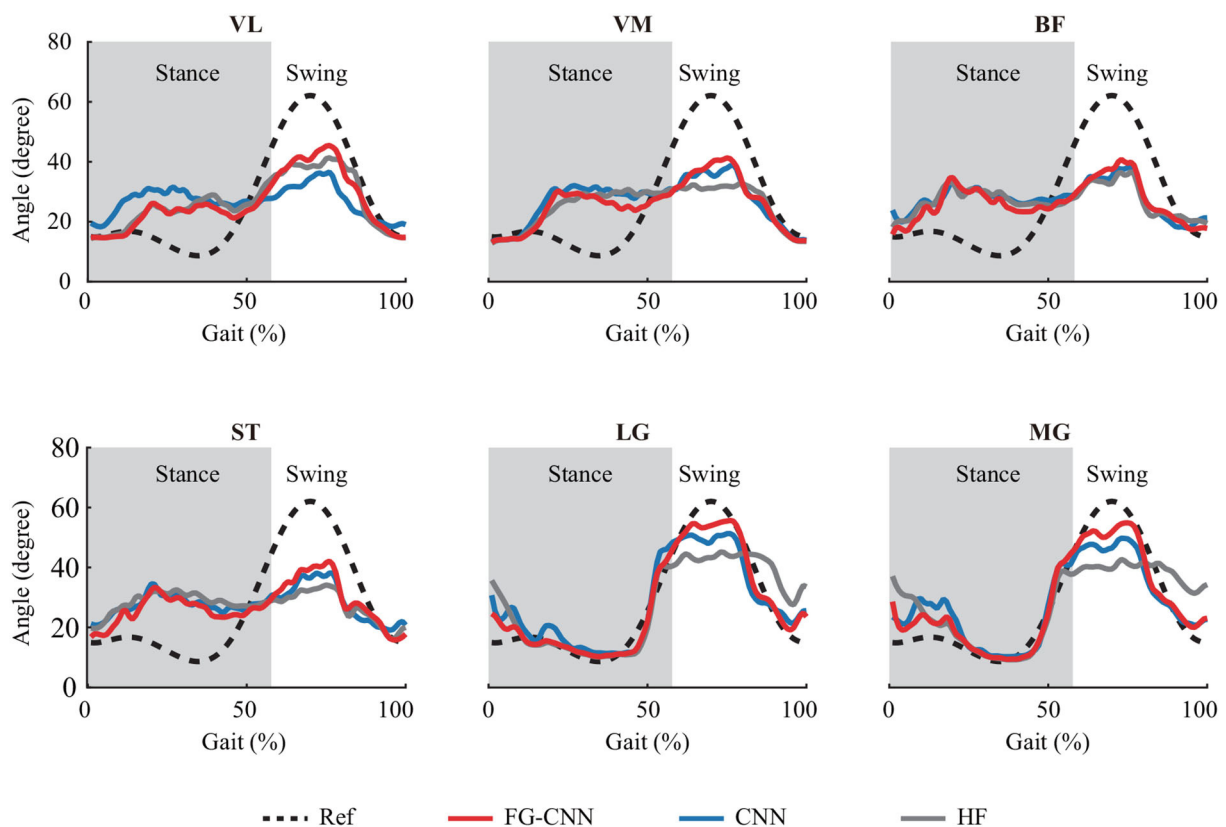 VL VM BF
80
60
40
20
0
Angle (degree)
Stance Swing Stance Swing Stance Swing
0 50 100 0 50 100 0 50 100
Gait (%) Gait (%) Gait (%)
ST LG MG
80
60
40
20
0
Angle (degree)
Stance Swing Stance Swing Stance Swing
0 50 100 0 50 100 0 50 100
Gait (%) Gait (%) Gait (%)
Ref FG-CNN CNN HF